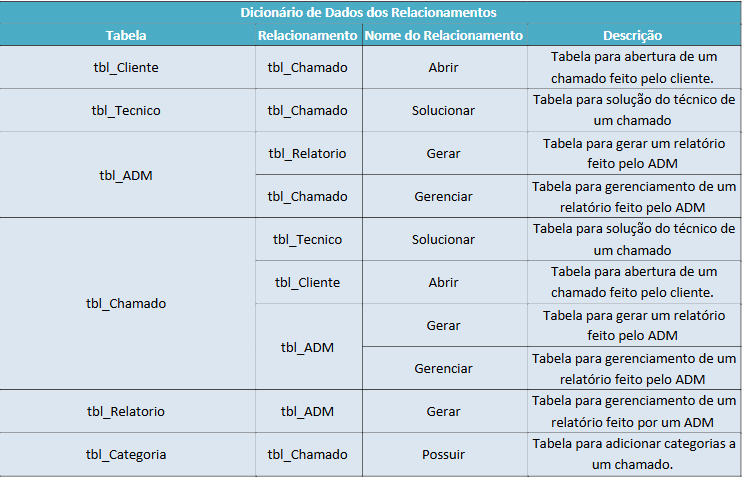 Dicionário de Dados dos Relacionamentos
Tabela Relacionamento Nome do Relacionamento Descrição
tbl_Cliente tbl_Chamado Abrir Tabela para abertura de um
chamado feito pelo cliente.
tbl_Tecnico tbl_Chamado Solucionar Tabela para solução do técnico de
um chamado
tbl_ADM tbl_Relatorio Gerar Tabela para gerar um relatório
feito pelo ADM
tbl_Chamado Gerenciar Tabela para gerenciamento de um
relatório feito pelo ADM
tbl_Chamado tbl_Tecnico Solucionar Tabela para solução do técnico de
um chamado
tbl_Cliente Abrir Tabela para abertura de um
chamado feito pelo cliente.
tbl_ADM Gerar Tabela para gerar um relatório
feito pelo ADM
Gerenciar Tabela para gerenciamento de um
relatório feito pelo ADM
tbl_Relatorio tbl_ADM Gerar Tabela para gerenciamento de um
relatório feito por um ADM
tbl_Categoria tbl_Chamado Possuir Tabela para adicionar categorias a
um chamado.